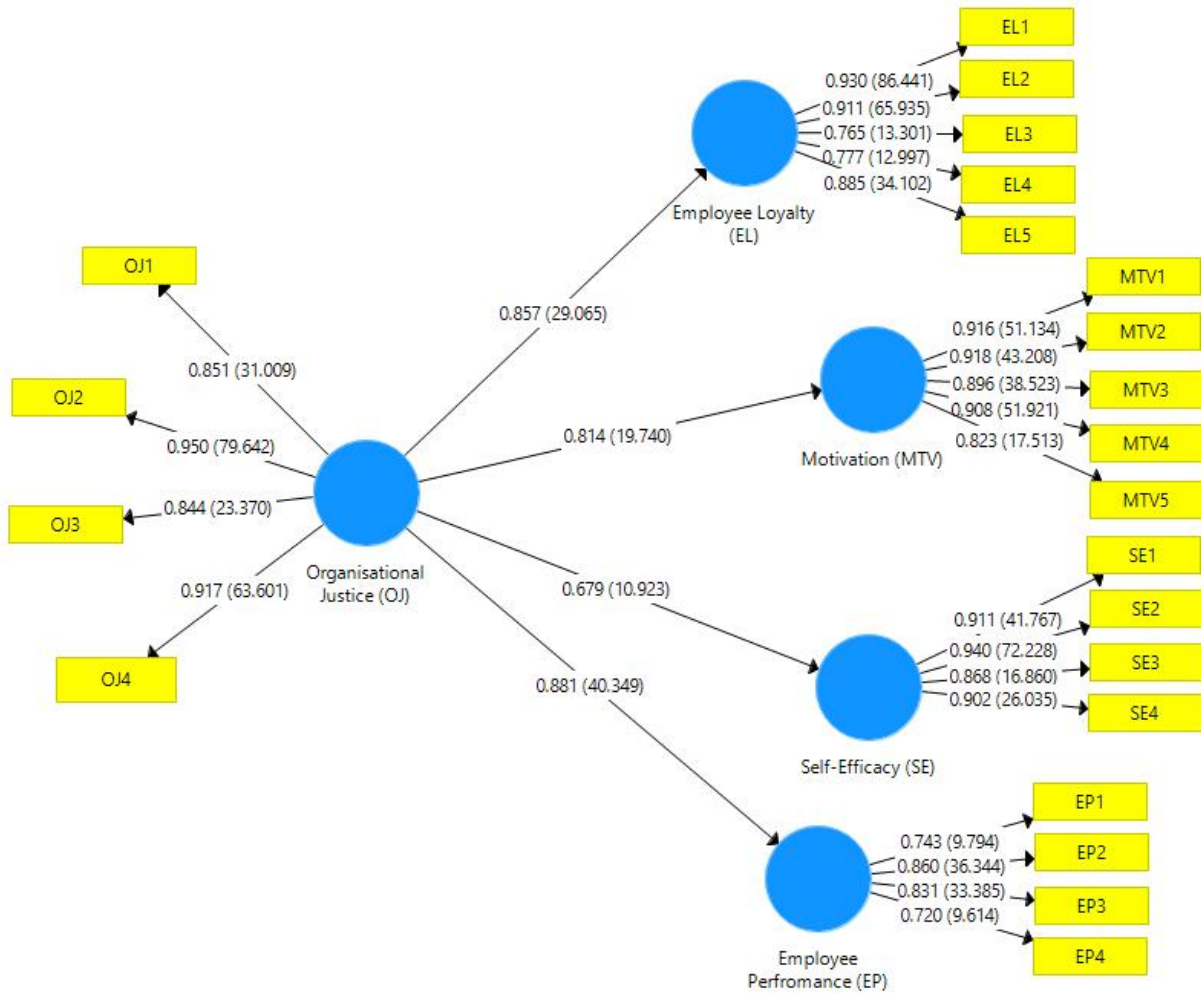 EL1
0.930 (86.441)
EL2
0.911 (65.935)
0.765 (13.301)
EL3
0.777 (12.997)
EL4
0.885 (34.102)
Employee Loyalty
(EL)
EL5
OJ1
MTV1
0.857 (29.065)
0.916 (51.134)
MTV2
0.918 (43.208)
0.851 (31.009)
0.896 (38.523)
MTV3
OJ2
0.908 (51.921)
0.814 (19.740)
0.823 (17.513)
MTV4
0.950 (79.642)
Motivation (MTV)
MTV5
0.844 (23.370)
OJ3
SE1
Organisational
Justice (OJ)
0.917 (63.601)
0.679 (10.923)
SE2
0.911 (41.767)
0.940 (72.228)
SE3
0.868 (16.860)
OJ4
0.881 (40.349)
0.902 (26.035)
SE4
Self-Efficacy (SE)
EP1
0.743 (9.794)
EP2
0.860 (36.344)
0.831 (33.385)
EP3
0.720 (9.614)
EP4
Employee
Perfromance (EP)